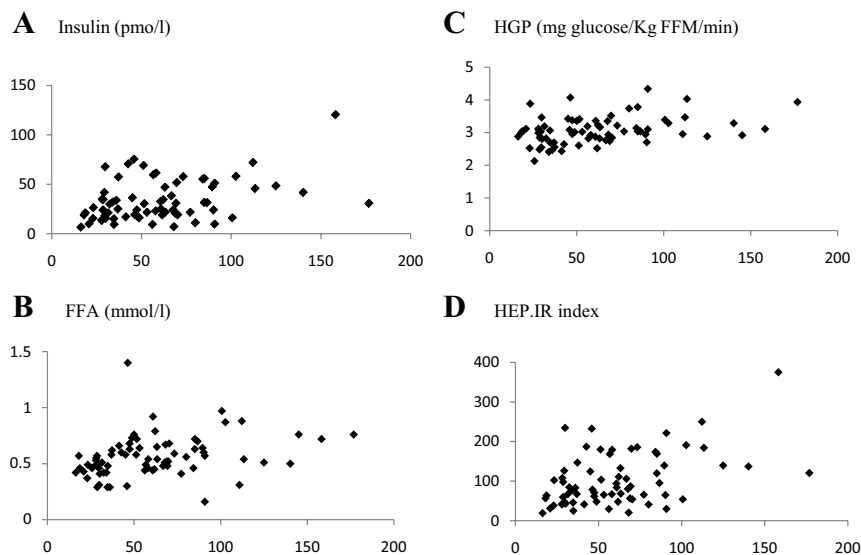 A Insulin (pmo/l)
150
100
50
0
0 50 100 150 200
B FFA (mmol/l)
1.5
1
0.5
0
0 50 100 150 200
C HGP (mg glucose/Kg FFM/min)
5
4
3
2
1
0
0 50 100 150 200
D HEP.IR index
400
300
200
100
0
0 50 100 150 200